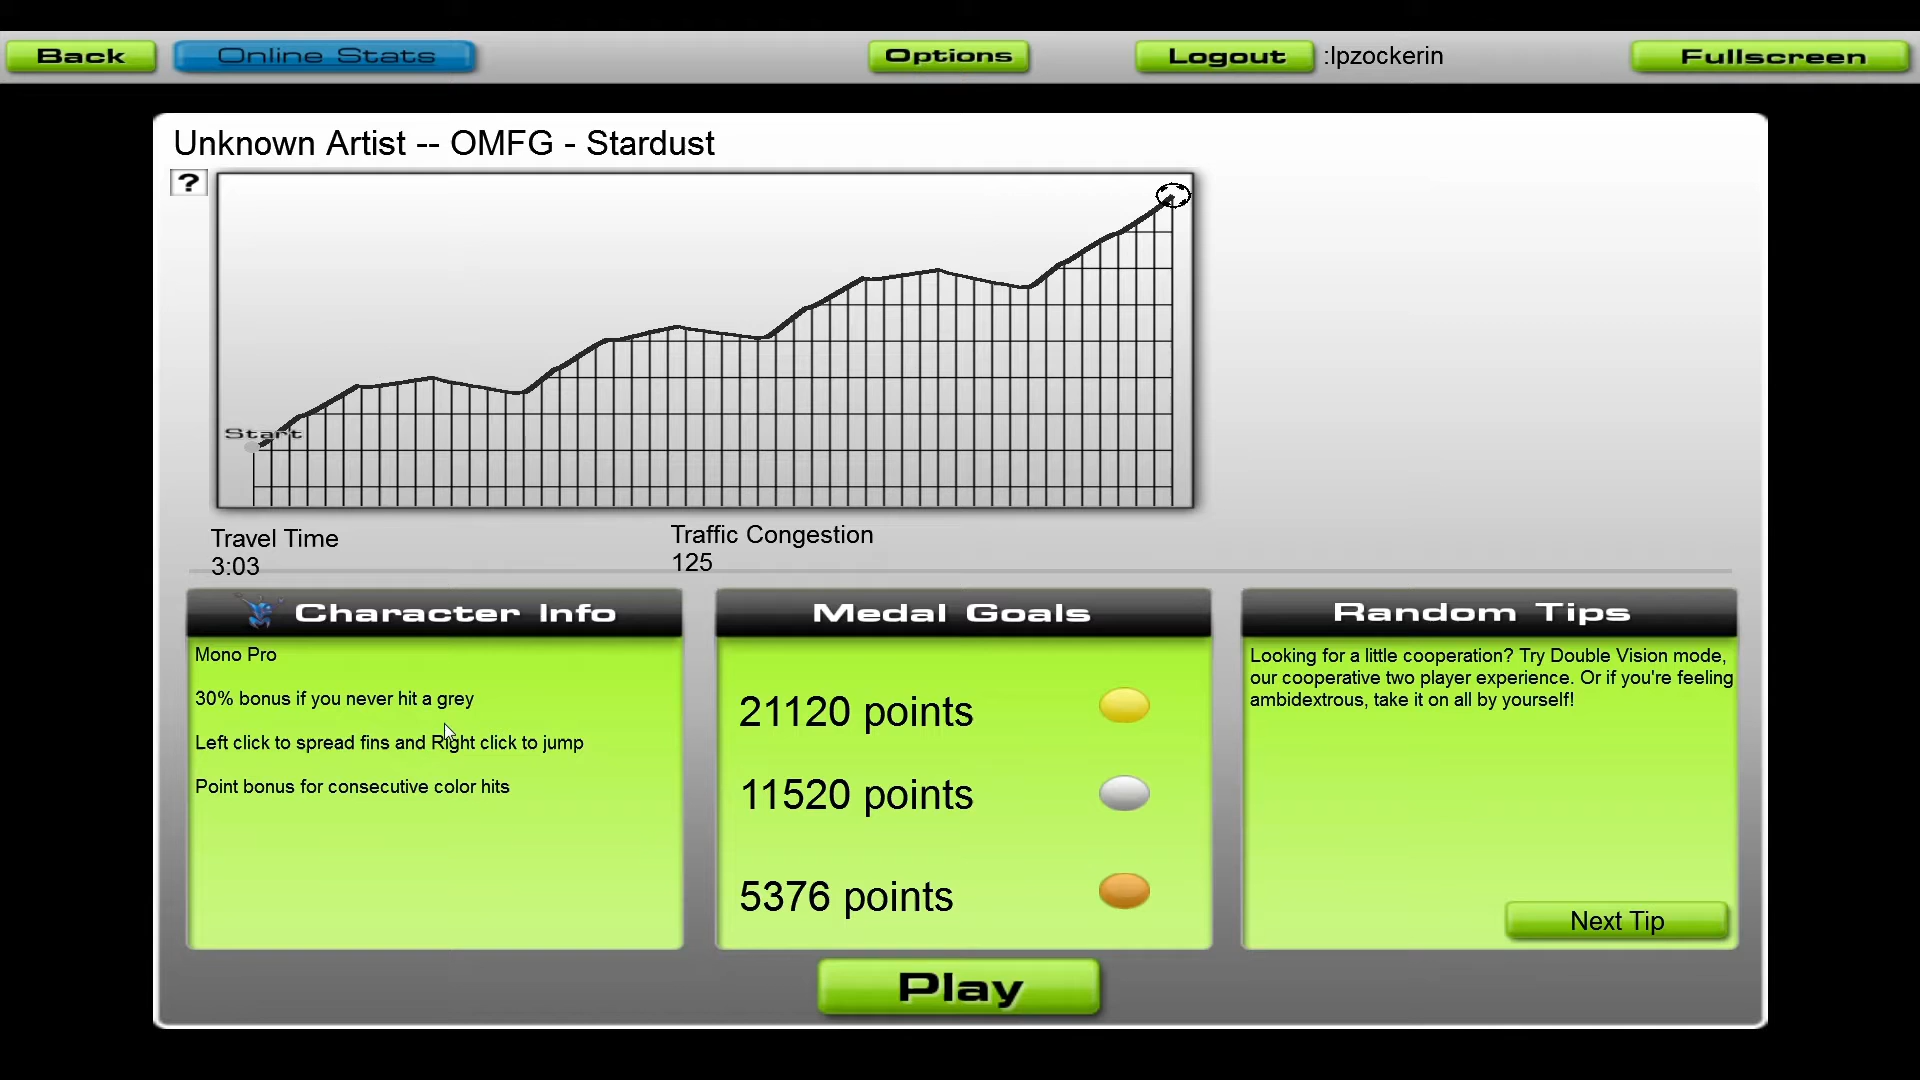 Back
Online Stats
Options
Logout
:lpzockerin
Fullscreen
Unknown Artist -- OMFG - Stardust
?
Start
Travel Time
3:03
Traffic Congestion
125
Character Info
Mono Pro
30% bonus if you never hit a grey
Left click to spread fins and Right click to jump
Point bonus for consecutive color hits
Medal Goals
21120 points
11520 points
5376 points
Random Tips
Looking for a little cooperation? Try Double Vision mode,
our cooperative two player experience. Or if you're feeling
ambidextrous, take it on all by yourself!
Next Tip
Play